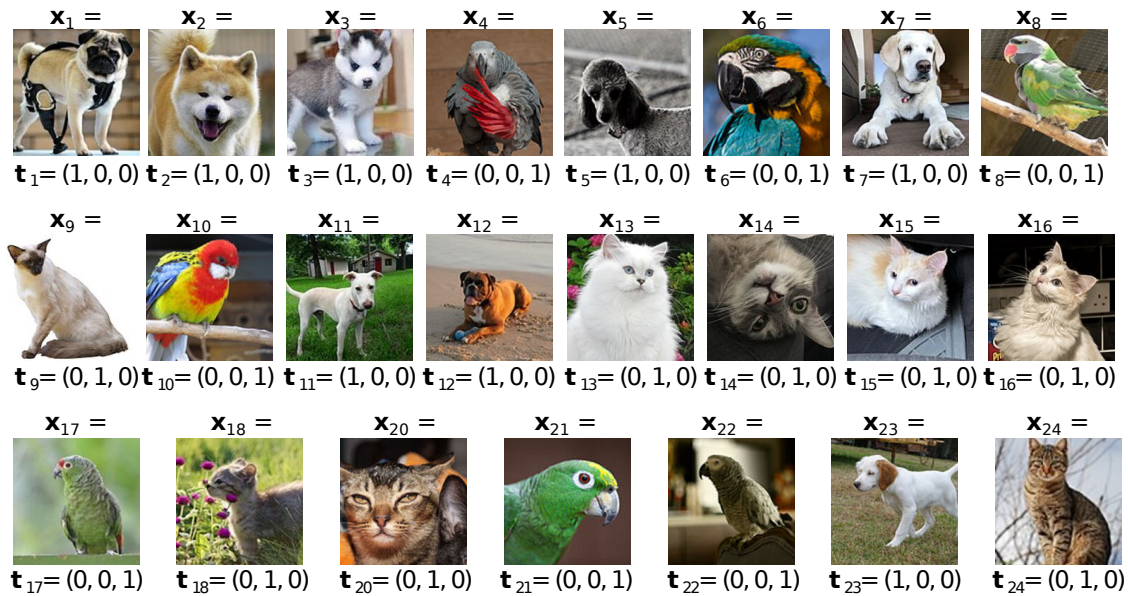 x1 = x2 = x3 = x4 = x5 = x6 = x7 = x8 =
t1= (1, 0, 0) t2= (1, 0, 0) t3= (1, 0, 0) t4= (0, 0, 1) t5= (1, 0, 0) t6= (0, 0, 1) t7= (1, 0, 0) t8= (0, 0, 1)
x9 = x10 = x11 = x12 = x13 = x14 = x15 = x16 =
t9= (0, 1, 0) t10= (0, 0, 1) t11= (1, 0, 0) t12= (1, 0, 0) t13= (0, 1, 0) t14= (0, 1, 0) t15= (0, 1, 0) t16= (0, 1, 0)
x17 = x18 = x20 = x21 = x22 = x23 = x24 =
t17= (0, 0, 1) t18= (0, 1, 0) t20= (0, 1, 0) t21= (0, 0, 1) t22= (0, 0, 1) t23= (1, 0, 0) t24= (0, 1, 0)